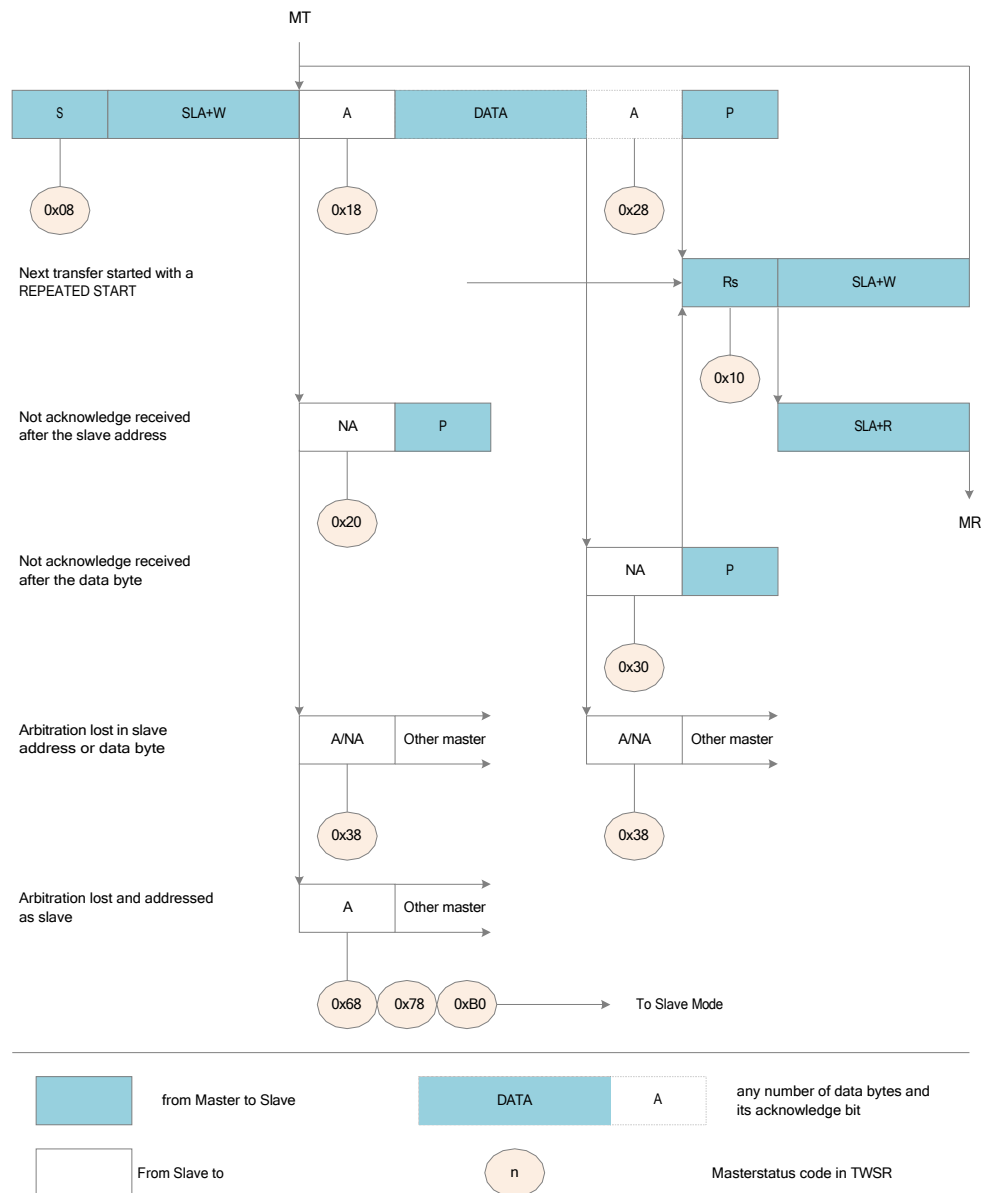 MT
S SLA+W A DATA A P
0x08 0x18 0x28
Next transfer started with a
REPEATED START
Rs SLA+W
0x10
Not acknowledge received
after the slave address
NA P
SLA+R
0x20
MR
Not acknowledge received
after the data byte
NA P
0x30
Arbitration lost in slave
address or data byte
A/NA Other master A/NA Other master
0x38 0x38
Arbitration lost and addressed
as slave
A Other master
0x68 0x78 0xB0 To Slave Mode
from Master to Slave
DATA A
any number of data bytes and
its acknowledge bit
From Slave to
n
Masterstatus code in TWSR